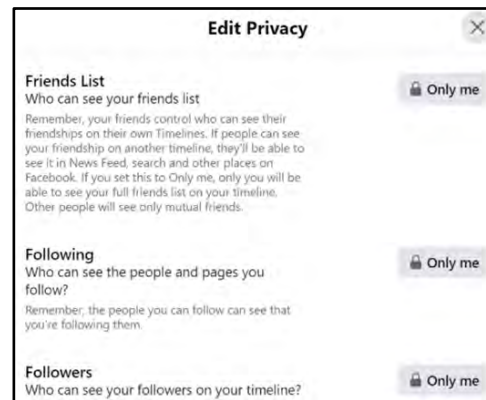 Edit Privacy
Friends List
Who can see your friends list
Only me
Remember, your friends control who can see their
friendships on their own Timelines. If people can see
your friendship on another timeline, they'll be able to
see it in News Feed, search and other places on
Facebook. If you set this to Only me, only you will be
able to see your full friends list on your timeline.
Other people will see only mutual friends.
Following
Who can see the people and pages you
follow?
Only me
Remember, the people you can follow can see that
you're following them.
Followers
Who can see your followers on your timeline?
Only me